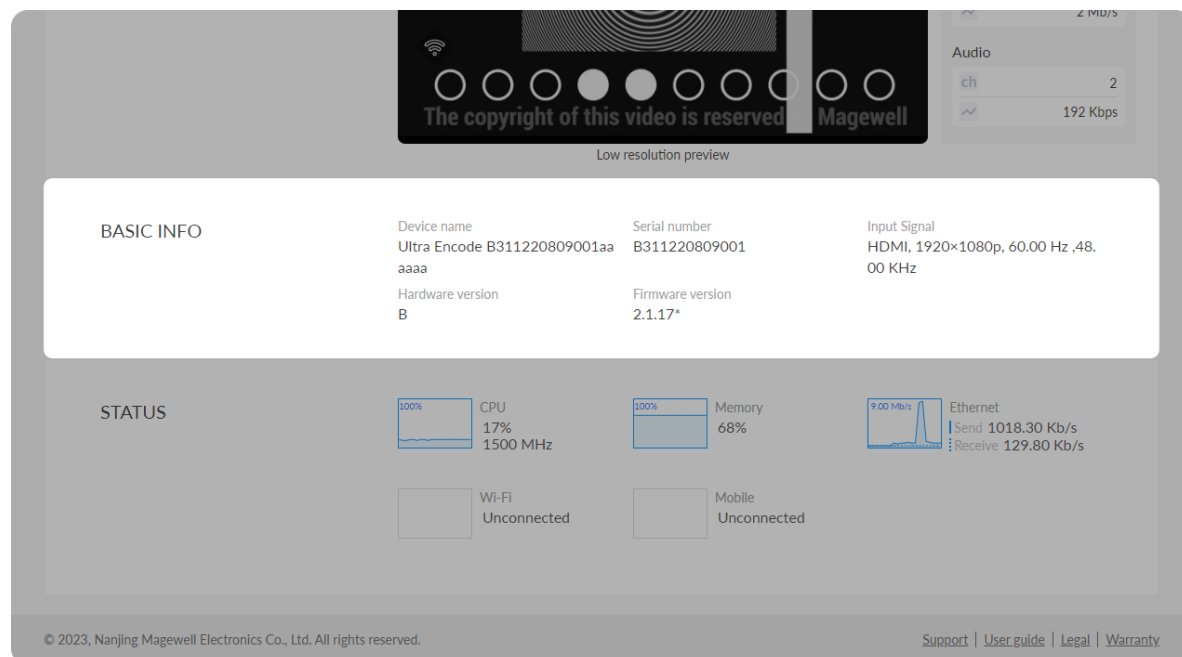 2 Mb/s
Audio
ch 2
192 Kbps
The copyright of this video is reserved Magewell
Low resolution preview
BASIC INFO
Device name
Ultra Encode B311220809001aa
aaaa
Serial number
B311220809001
Input Signal
HDMI, 1920×1080p, 60.00 Hz ,48.
00 KHz
Hardware version
B
Firmware version
2.1.17*
STATUS
100%
CPU
17%
1500 MHz
100%
Memory
68%
9.00 Mb/s
Ethernet
Send 1018.30 Kb/s
Receive 129.80 Kb/s
Wi-Fi
Unconnected
Mobile
Unconnected
© 2023, Nanjing Magewell Electronics Co., Ltd. All rights reserved.
Support | User guide | Legal | Warranty